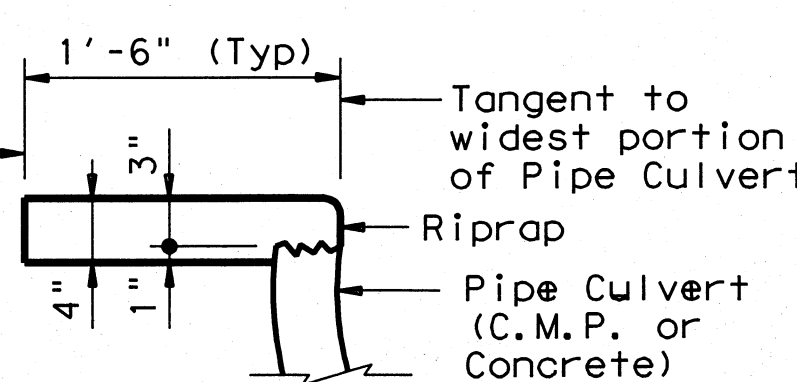 1'-6" (Typ)
Tangent to
widest portion
of Pipe Culvert
3"
Riprap
4"
1"
Pipe Culvert
(C.M.P. or
Concrete)